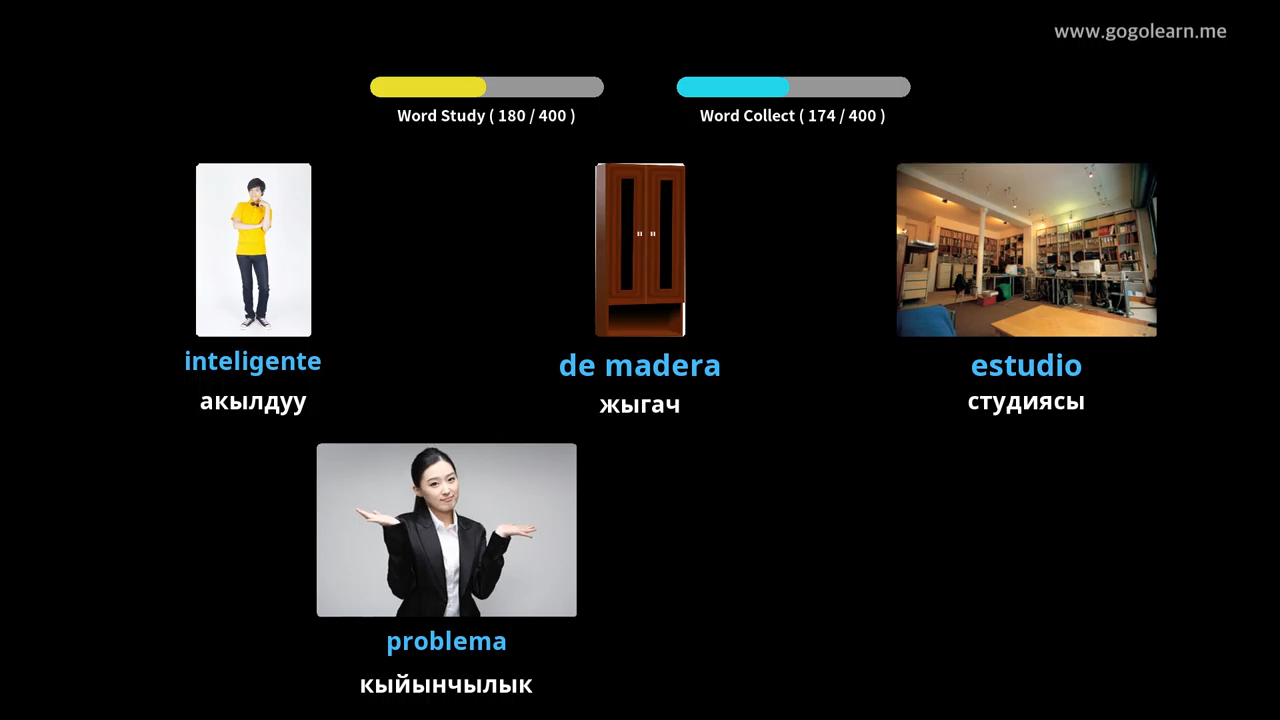 www.gogolearn.me
Word Study ( 180 / 400 )
Word Collect ( 174 / 400 )
inteligente
акылдуу
de madera
жыгач
estudio
студиясы
problema
кыйынчылык